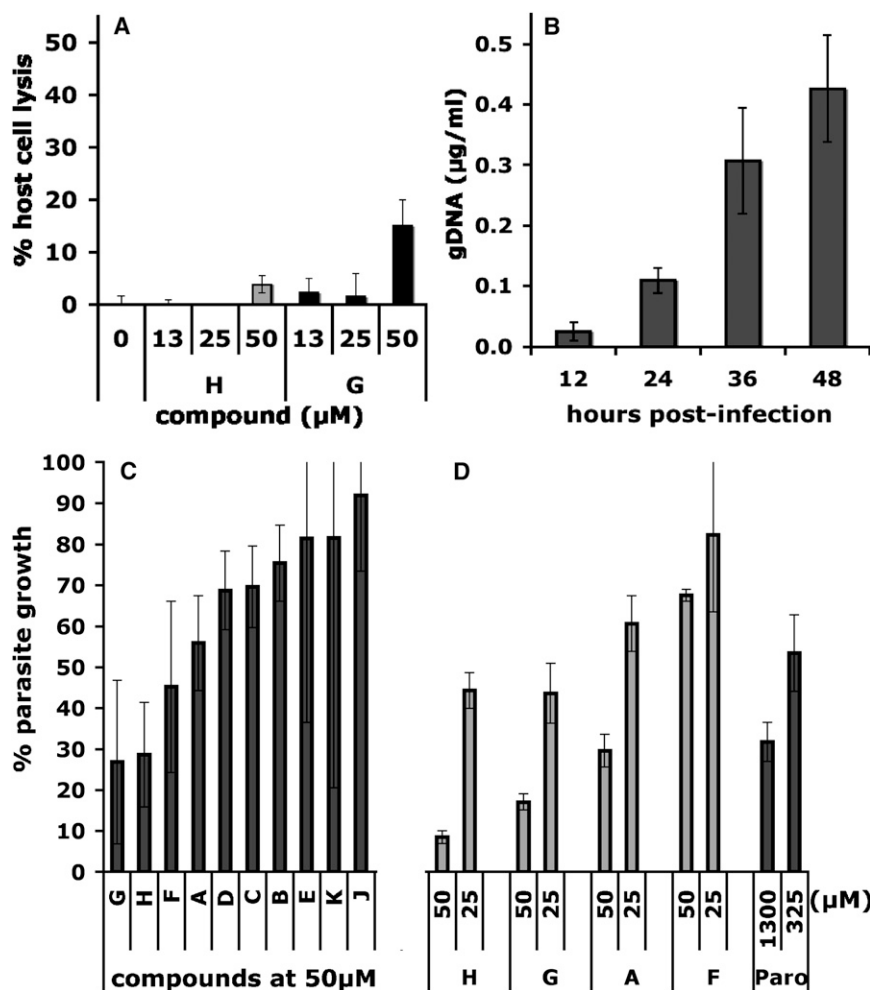 A
% host cell lysis
50
40
30
20
10
0
0 13 25 50 13 25 50
H G
compound (µM)
B
gDNA (µg/ml)
0.5
0.4
0.3
0.2
0.1
0.0
12 24 36 48
hours post-infection
C
% parasite growth
100
90
80
70
60
50
40
30
20
10
0
G H F A D C B E K J
compounds at 50µM
D
50 25 50 25 50 25 50 25 1300 325 (µM)
H G A F Paro